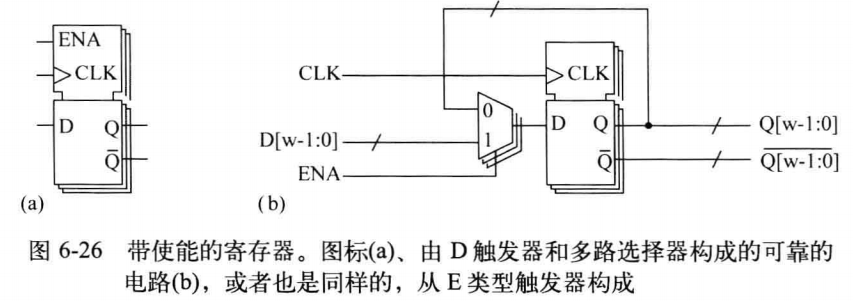 ENA
CLK
D Q
Q̅
(a)
CLK
CLK
0
D Q
Q[w-1:0]
D[w-1:0]
1
Q̅
Q̅[̅w̅-̅1̅:̅0̅]̅
ENA
(b)
图 6-26 带使能的寄存器。图标(a)、由 D 触发器和多路选择器构成的可靠的
电路(b)，或者也是同样的，从 E 类型触发器构成